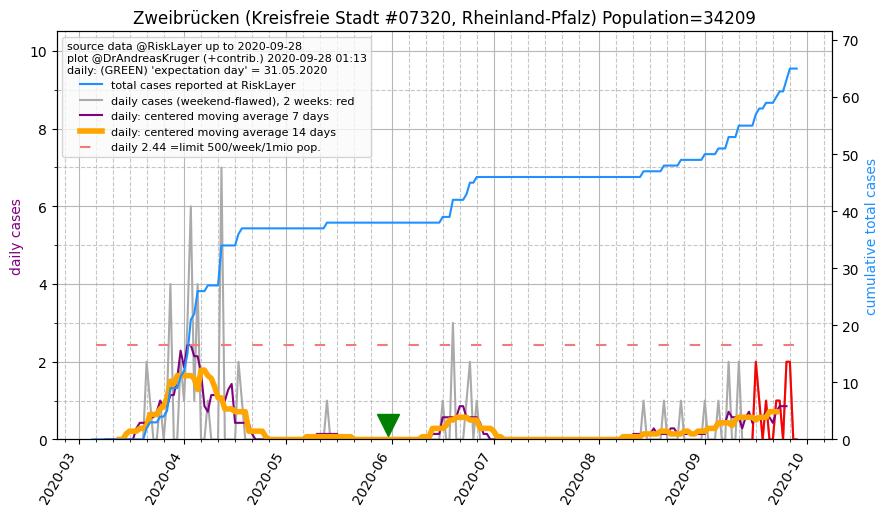 Zweibrücken (Kreisfreie Stadt #07320, Rheinland-Pfalz) Population=34209
source data @RiskLayer up to 2020-09-28
plot @DrAndreasKruger (+contrib.) 2020-09-28 01:13
daily: (GREEN) 'expectation day' = 31.05.2020
total cases reported at RiskLayer
daily cases (weekend-flawed), 2 weeks: red
daily: centered moving average 7 days
daily: centered moving average 14 days
daily 2.44 =limit 500/week/1mio pop.
daily cases
10
8
6
4
2
0
cumulative total cases
70
60
50
40
30
20
10
0
2020-03
2020-04
2020-05
2020-06
2020-07
2020-08
2020-09
2020-10